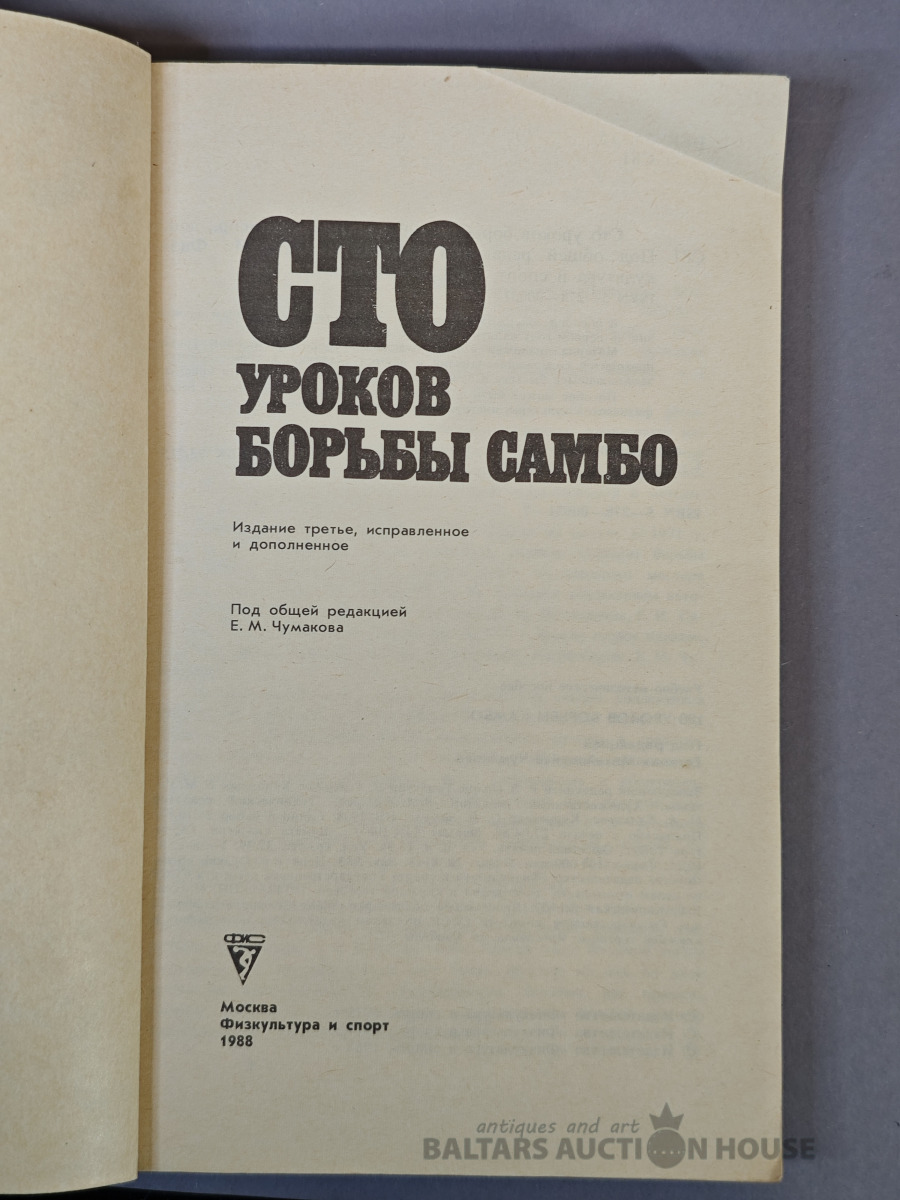 СТО
УРОКОВ
БОРЬБЫ САМБО
Издание третье, исправленное
и дополненное
Под общей редакцией
Е. М. Чумакова
ФИС
Москва
Физкультура и спорт
1988
antiques and art
BALTARS AUCTION HOUSE